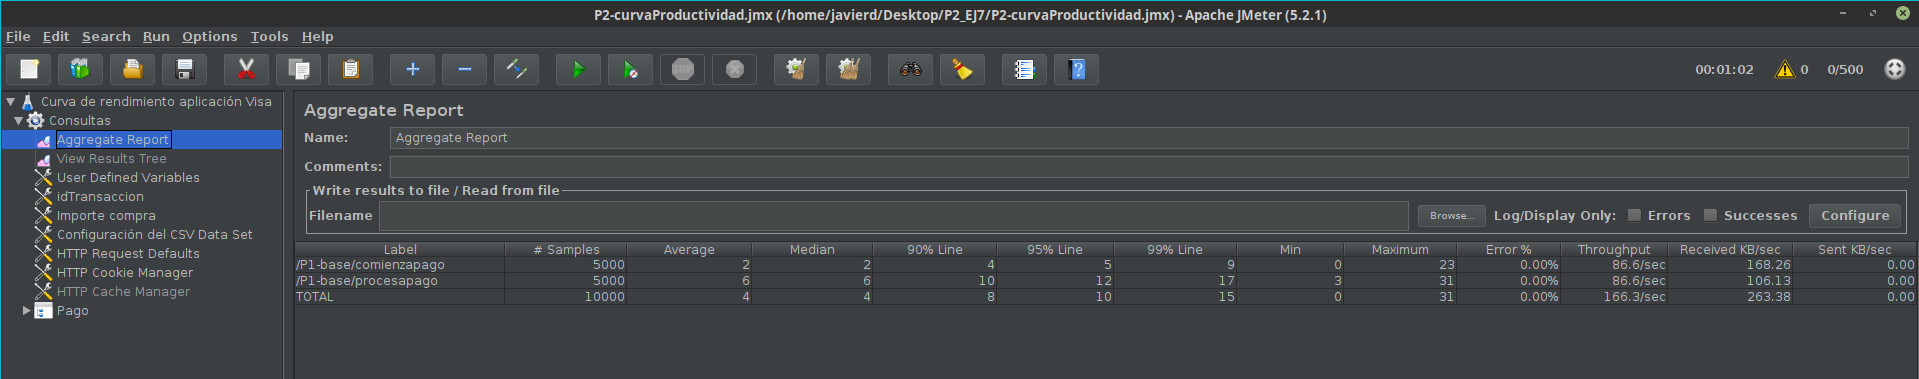 P2-curvaProductividad.jmx (/home/javierd/Desktop/P2_EJ7/P2-curvaProductividad.jmx) - Apache JMeter (5.2.1)
File Edit Search Run Options Tools Help
00:01:02 0 0/500
Curva de rendimiento aplicación Visa
Consultas
Aggregate Report
View Results Tree
User Defined Variables
idTransaccion
Importe compra
Configuración del CSV Data Set
HTTP Request Defaults
HTTP Cookie Manager
HTTP Cache Manager
Pago
Aggregate Report
Name: Aggregate Report
Comments:
Write results to file / Read from file
Filename Browse... Log/Display Only: Errors Successes Configure
Label # Samples Average Median 90% Line 95% Line 99% Line Min Maximum Error % Throughput Received KB/sec Sent KB/sec
/P1-base/comienzapago 5000 2 2 4 5 9 0 23 0.00% 86.6/sec 168.26 0.00
/P1-base/procesapago 5000 6 6 10 12 17 3 31 0.00% 86.6/sec 106.13 0.00
TOTAL 10000 4 4 8 10 15 0 31 0.00% 166.3/sec 263.38 0.00